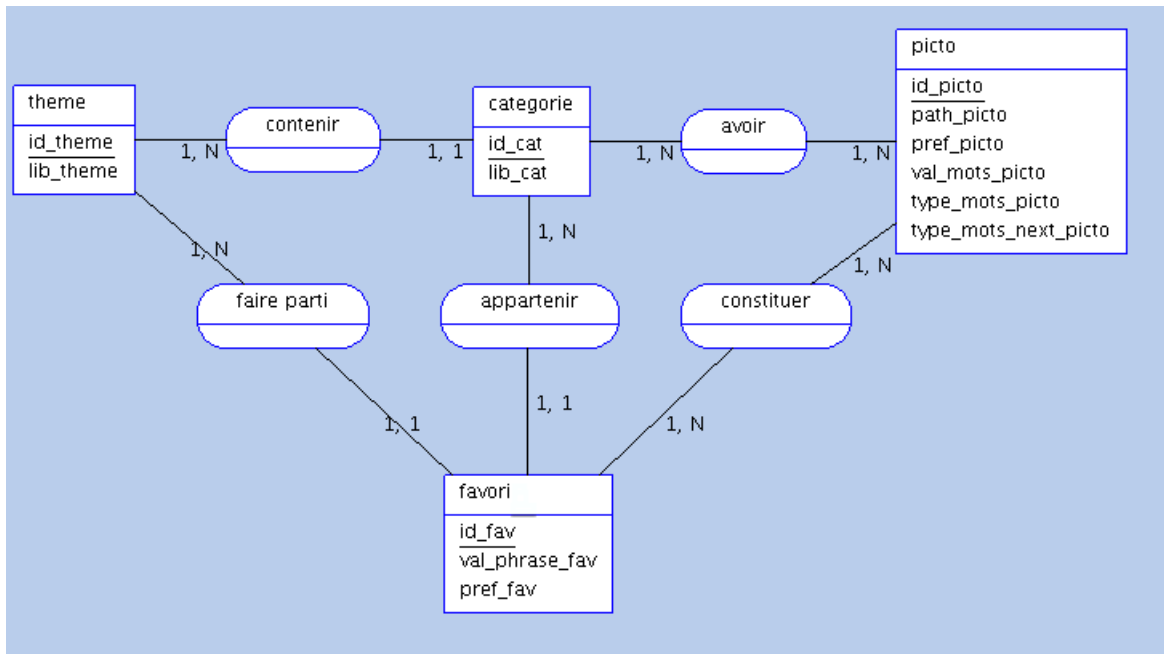 picto
id_picto
path_picto
pref_picto
val_mots_picto
type_mots_picto
type_mots_next_picto
theme
id_theme
lib_theme
contenir
1, N
1, 1
categorie
id_cat
lib_cat
avoir
1, N
1, N
1, N
1, N
1, N
faire parti
appartenir
constituer
1, 1
1, 1
1, N
favori
id_fav
val_phrase_fav
pref_fav